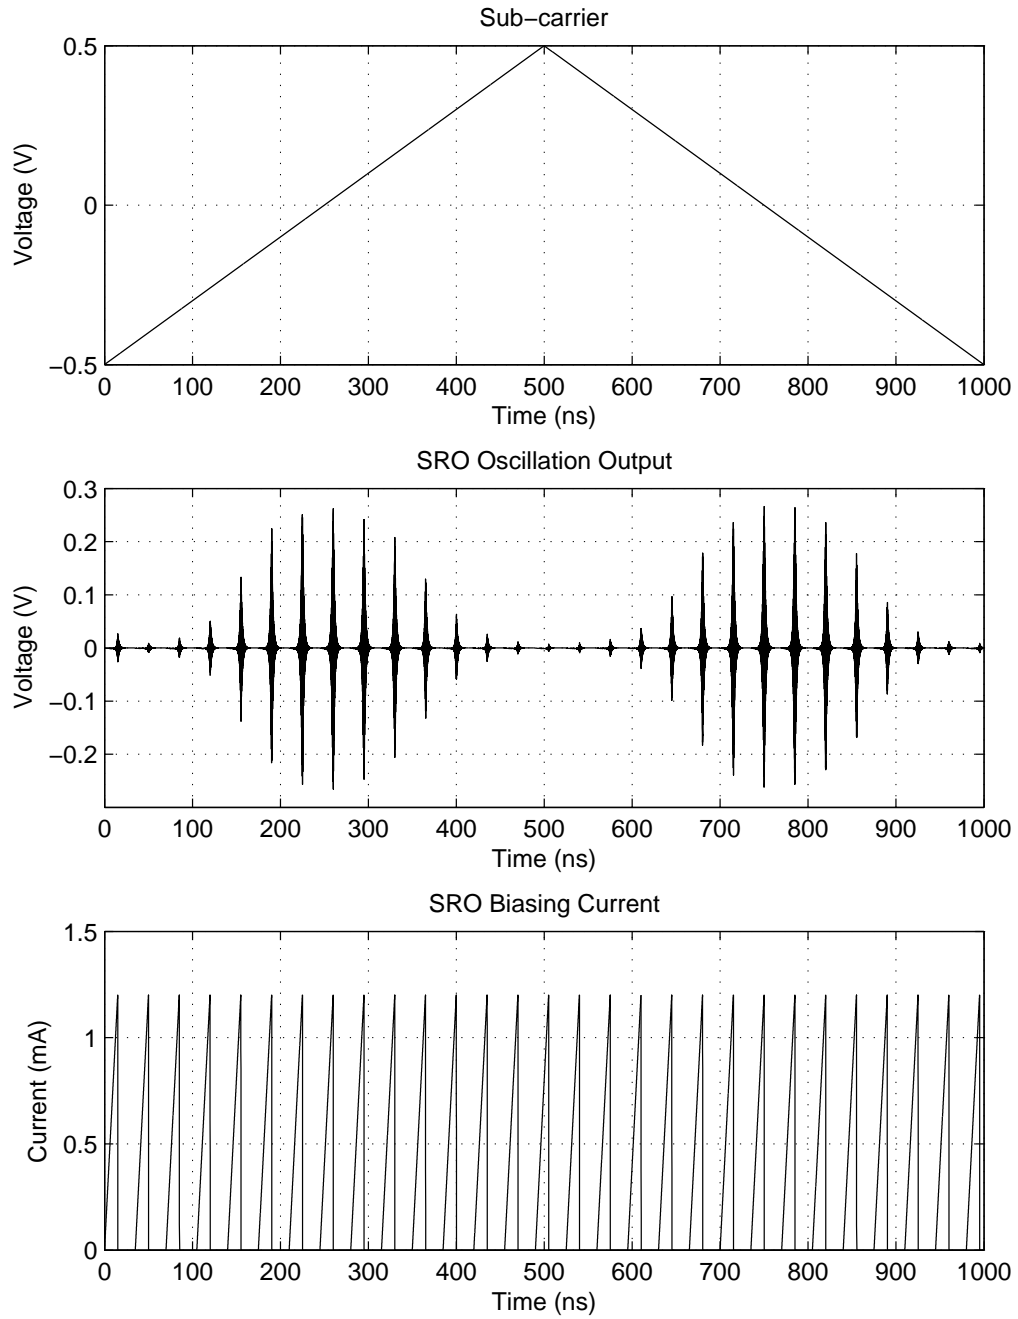 Sub−carrier
0.5
0
−0.5
Voltage (V)
0 100 200 300 400 500 600 700 800 900 1000
Time (ns)
SRO Oscillation Output
0.3
0.2
0.1
0
−0.1
−0.2
Voltage (V)
0 100 200 300 400 500 600 700 800 900 1000
Time (ns)
SRO Biasing Current
1.5
1
0.5
0
Current (mA)
0 100 200 300 400 500 600 700 800 900 1000
Time (ns)